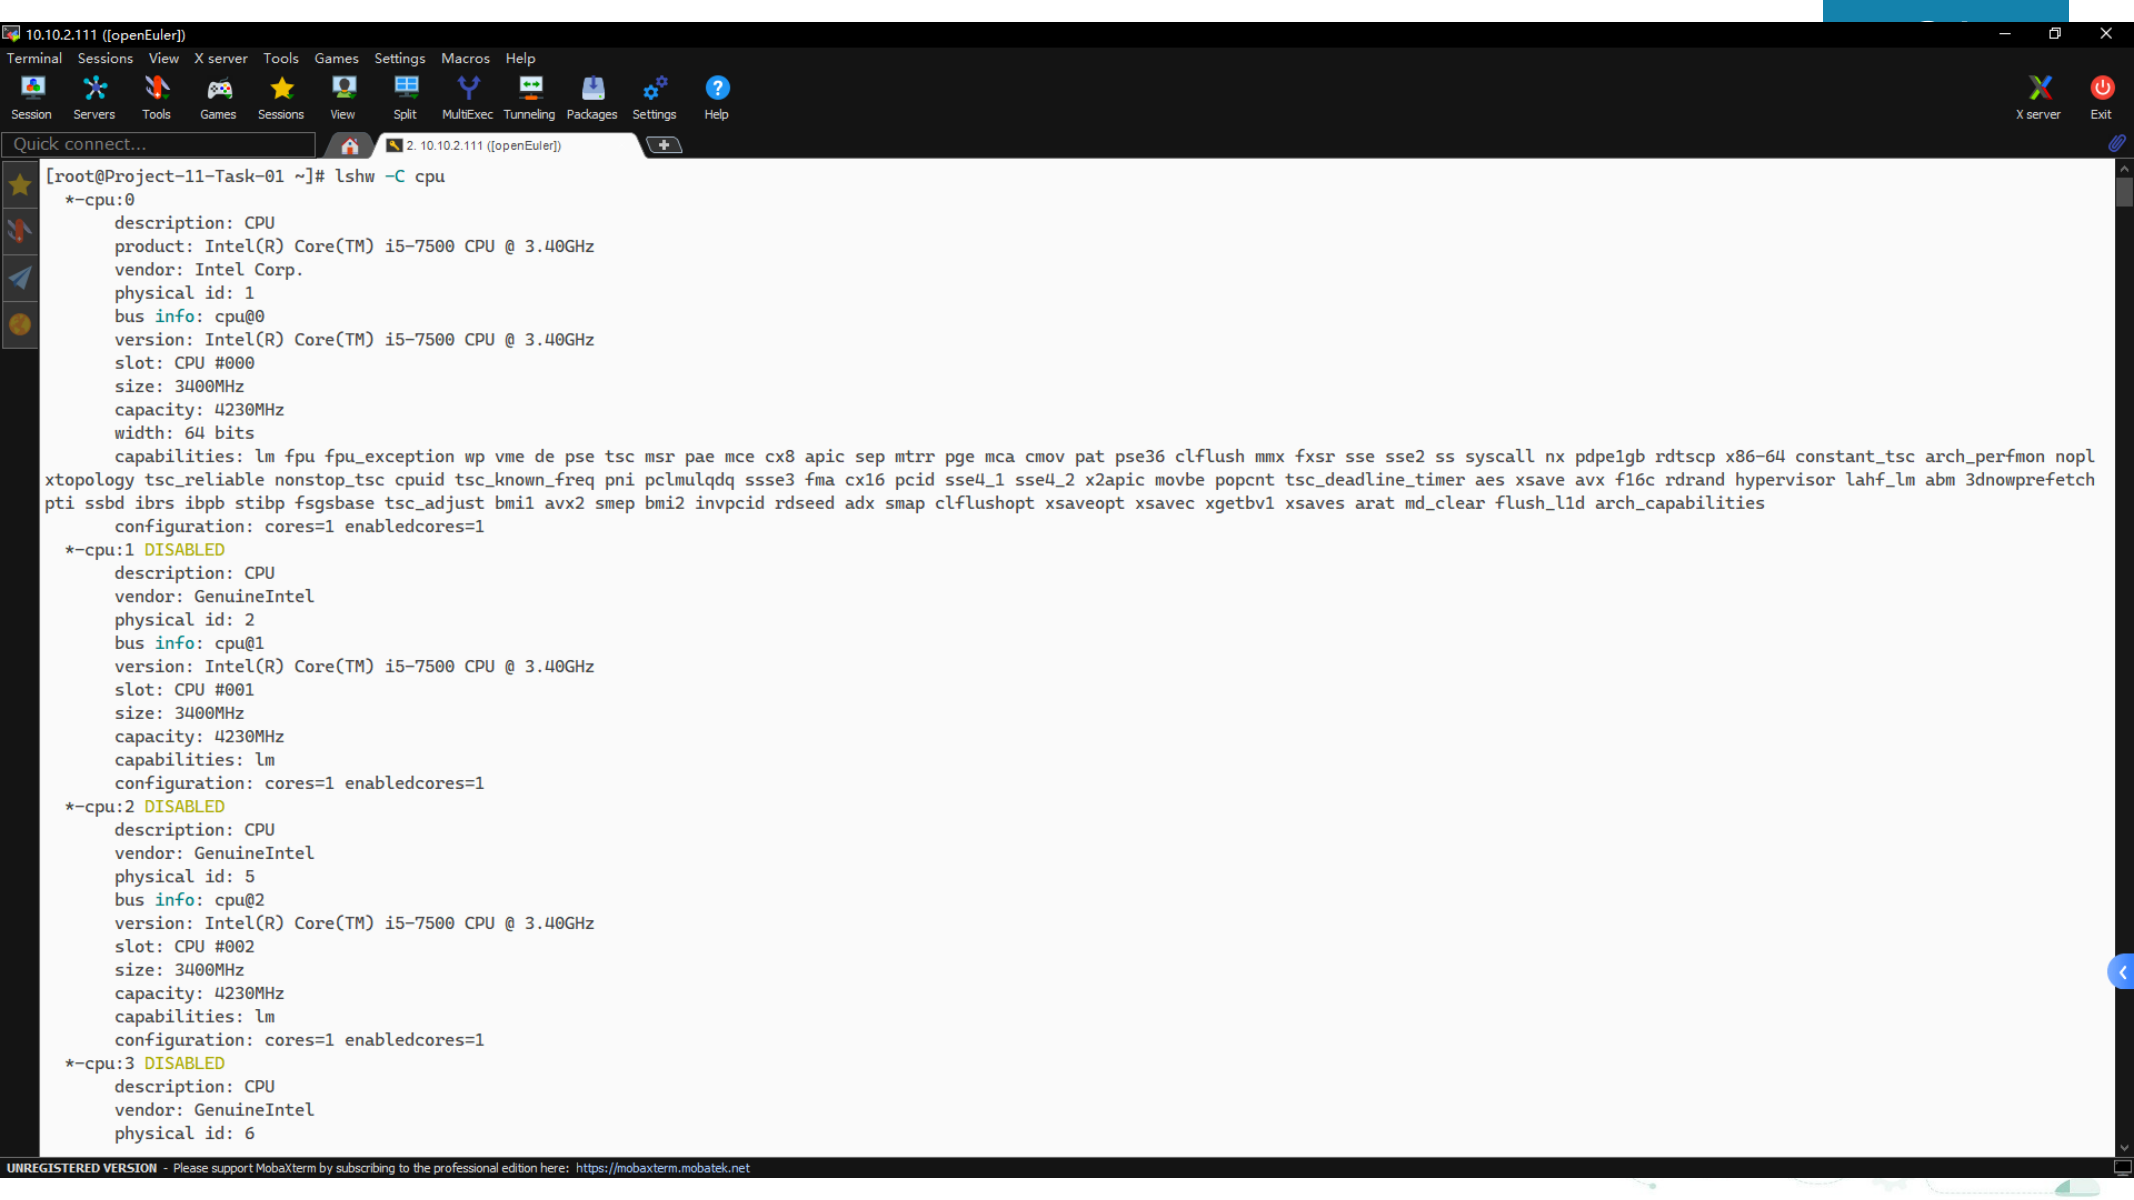 10.10.2.111 ([openEuler])
Terminal Sessions View X server Tools Games Settings Macros Help
Session Servers Tools Games Sessions View Split MultiExec Tunneling Packages Settings Help X server Exit
Quick connect... 2. 10.10.2.111 ([openEuler])
[root@Project-11-Task-01 ~]# lshw -C cpu
*-cpu:0
description: CPU
product: Intel(R) Core(TM) i5-7500 CPU @ 3.40GHz
vendor: Intel Corp.
physical id: 1
bus info: cpu@0
version: Intel(R) Core(TM) i5-7500 CPU @ 3.40GHz
slot: CPU #000
size: 3400MHz
capacity: 4230MHz
width: 64 bits
capabilities: lm fpu fpu_exception wp vme de pse tsc msr pae mce cx8 apic sep mtrr pge mca cmov pat pse36 clflush mmx fxsr sse sse2 ss syscall nx pdpe1gb rdtscp x86-64 constant_tsc arch_perfmon nopl
xtopology tsc_reliable nonstop_tsc cpuid tsc_known_freq pni pclmulqdq ssse3 fma cx16 pcid sse4_1 sse4_2 x2apic movbe popcnt tsc_deadline_timer aes xsave avx f16c rdrand hypervisor lahf_lm abm 3dnowprefetch
pti ssbd ibrs ibpb stibp fsgsbase tsc_adjust bmi1 avx2 smep bmi2 invpcid rdseed adx smap clflushopt xsaveopt xsavec xgetbv1 xsaves arat md_clear flush_l1d arch_capabilities
configuration: cores=1 enabledcores=1
*-cpu:1 DISABLED
description: CPU
vendor: GenuineIntel
physical id: 2
bus info: cpu@1
version: Intel(R) Core(TM) i5-7500 CPU @ 3.40GHz
slot: CPU #001
size: 3400MHz
capacity: 4230MHz
capabilities: lm
configuration: cores=1 enabledcores=1
*-cpu:2 DISABLED
description: CPU
vendor: GenuineIntel
physical id: 5
bus info: cpu@2
version: Intel(R) Core(TM) i5-7500 CPU @ 3.40GHz
slot: CPU #002
size: 3400MHz
capacity: 4230MHz
capabilities: lm
configuration: cores=1 enabledcores=1
*-cpu:3 DISABLED
description: CPU
vendor: GenuineIntel
physical id: 6
UNREGISTERED VERSION - Please support MobaXterm by subscribing to the professional edition here: https://mobaxterm.mobatek.net